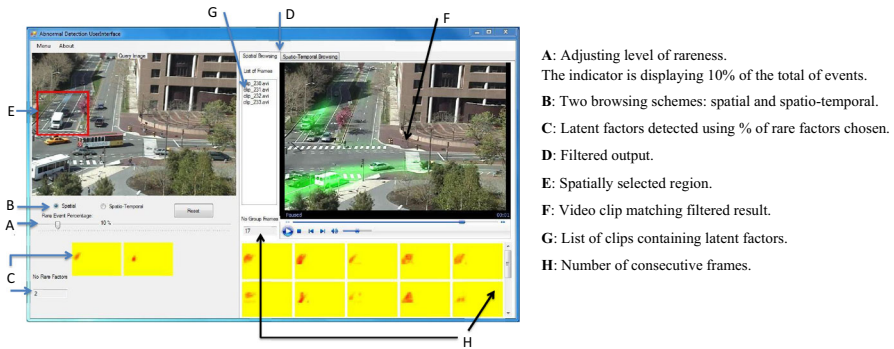 G
D
F
Abnormal Detection UserInterface
Menu About
Query Image
Spatial Browsing
Spatio-Temporal Browsing
List of Frames
clip_230.avi
clip_231.avi
clip_232.avi
clip_233.avi
E
B
Spatial
Spatio-Temporal
Reset
A
Rare Event Percentage:
10 %
No Group Frames
17
Paused
00:01
C
No Rare Factors
2
H
A: Adjusting level of rareness.
The indicator is displaying 10% of the total of events.
B: Two browsing schemes: spatial and spatio-temporal.
C: Latent factors detected using % of rare factors chosen.
D: Filtered output.
E: Spatially selected region.
F: Video clip matching filtered result.
G: List of clips containing latent factors.
H: Number of consecutive frames.